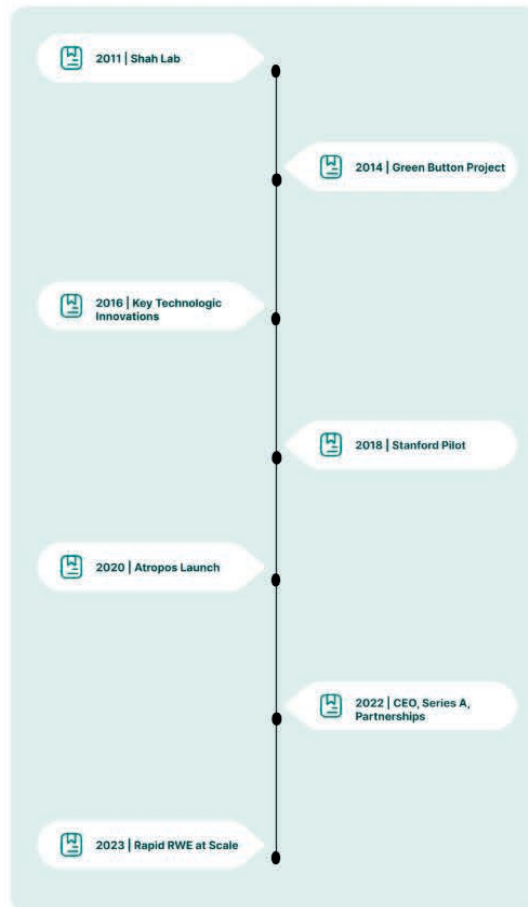 2011 | Shah Lab
2014 | Green Button Project
2016 | Key Technologic
Innovations
2018 | Stanford Pilot
2020 | Atropos Launch
2022 | CEO, Series A,
Partnerships
2023 | Rapid RWE at Scale